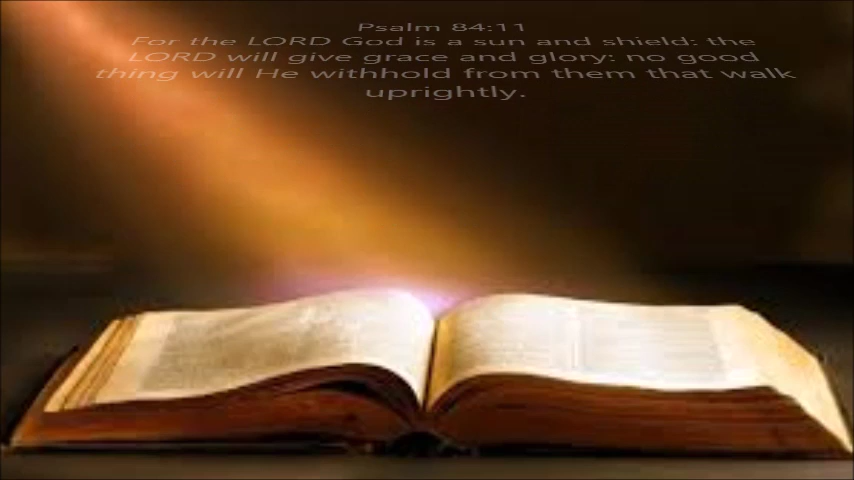 Psalm 84:11
For the LORD God is a sun and shield: the
LORD will give grace and glory: no good
thing will He withhold from them that walk
uprightly.